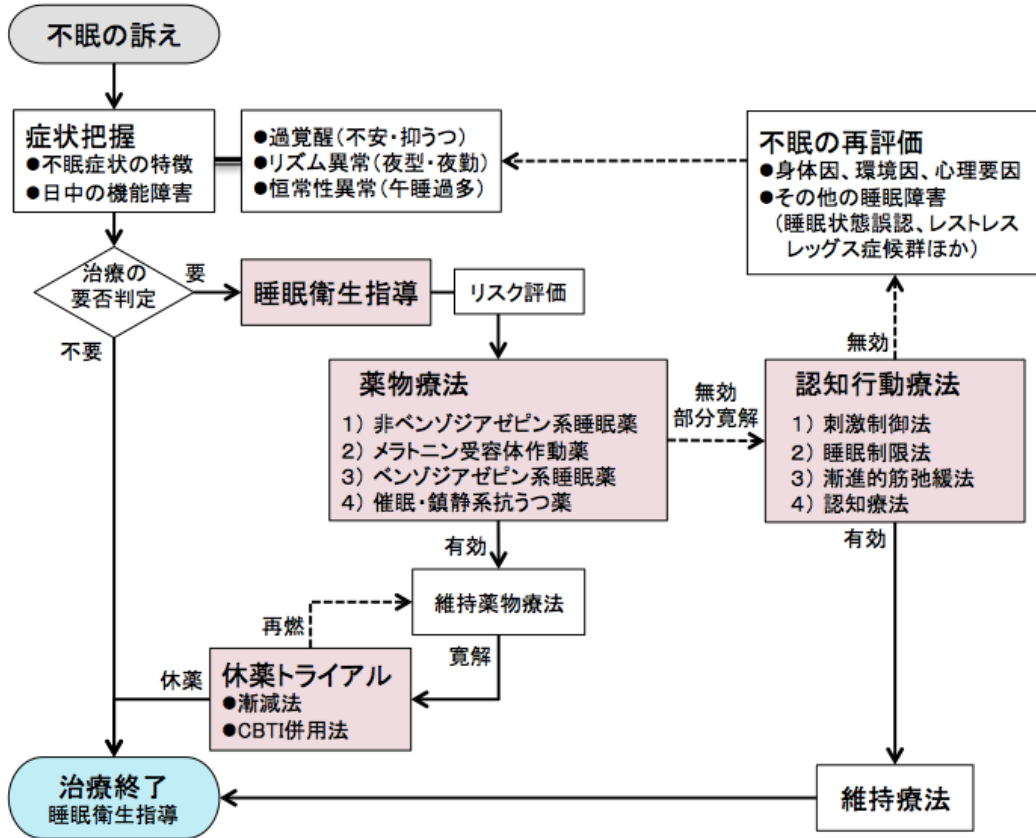 不眠の訴え
症状把握
●不眠症状の特徴
●日中の機能障害
●過覚醒(不安・抑うつ)
●リズム異常(夜型・夜勤)
●恒常性異常(午睡過多)
不眠の再評価
●身体因、環境因、心理要因
●その他の睡眠障害
(睡眠状態誤認、レストレス
レッグス症候群ほか)
治療の
要否判定
要
不要
睡眠衛生指導
リスク評価
無効
薬物療法
1) 非ベンゾジアゼピン系睡眠薬
2) メラトニン受容体作動薬
3) ベンゾジアゼピン系睡眠薬
4) 催眠・鎮静系抗うつ薬
無効
部分寛解
認知行動療法
1) 刺激制御法
2) 睡眠制限法
3) 漸進的筋弛緩法
4) 認知療法
有効
有効
維持薬物療法
再燃
寛解
休薬
休薬トライアル
●漸減法
●CBTI併用法
治療終了
睡眠衛生指導
維持療法